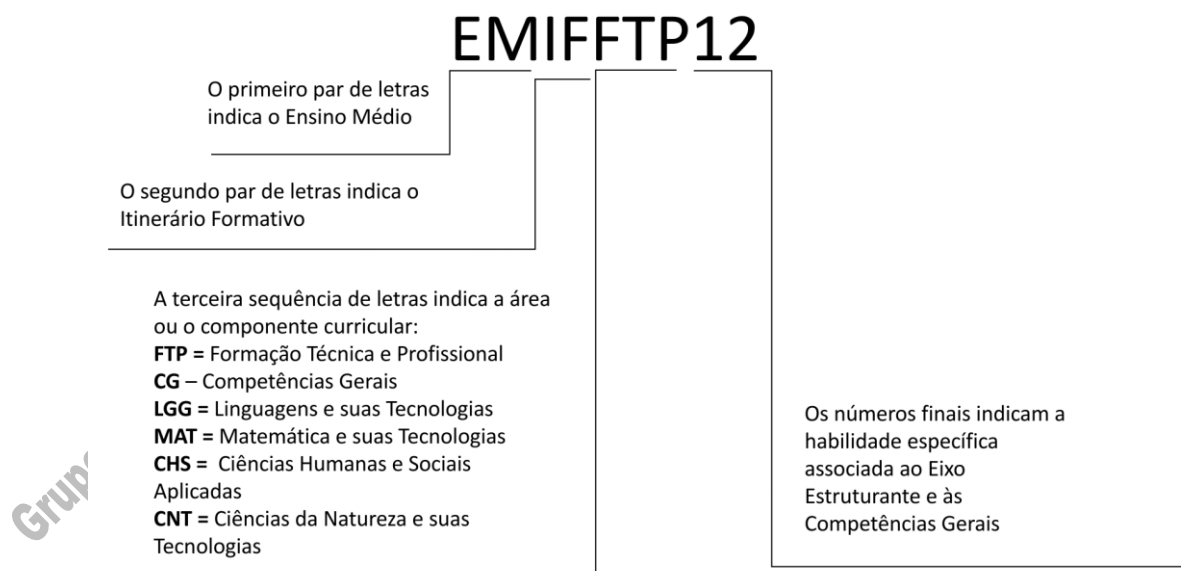 EMIFFTP12
O primeiro par de letras
indica o Ensino Médio
O segundo par de letras indica o
Itinerário Formativo
A terceira sequência de letras indica a área
ou o componente curricular:
FTP = Formação Técnica e Profissional
CG – Competências Gerais
LGG = Linguagens e suas Tecnologias
MAT = Matemática e suas Tecnologias
CHS = Ciências Humanas e Sociais
Aplicadas
CNT = Ciências da Natureza e suas
Tecnologias
Os números finais indicam a
habilidade específica
associada ao Eixo
Estruturante e às
Competências Gerais